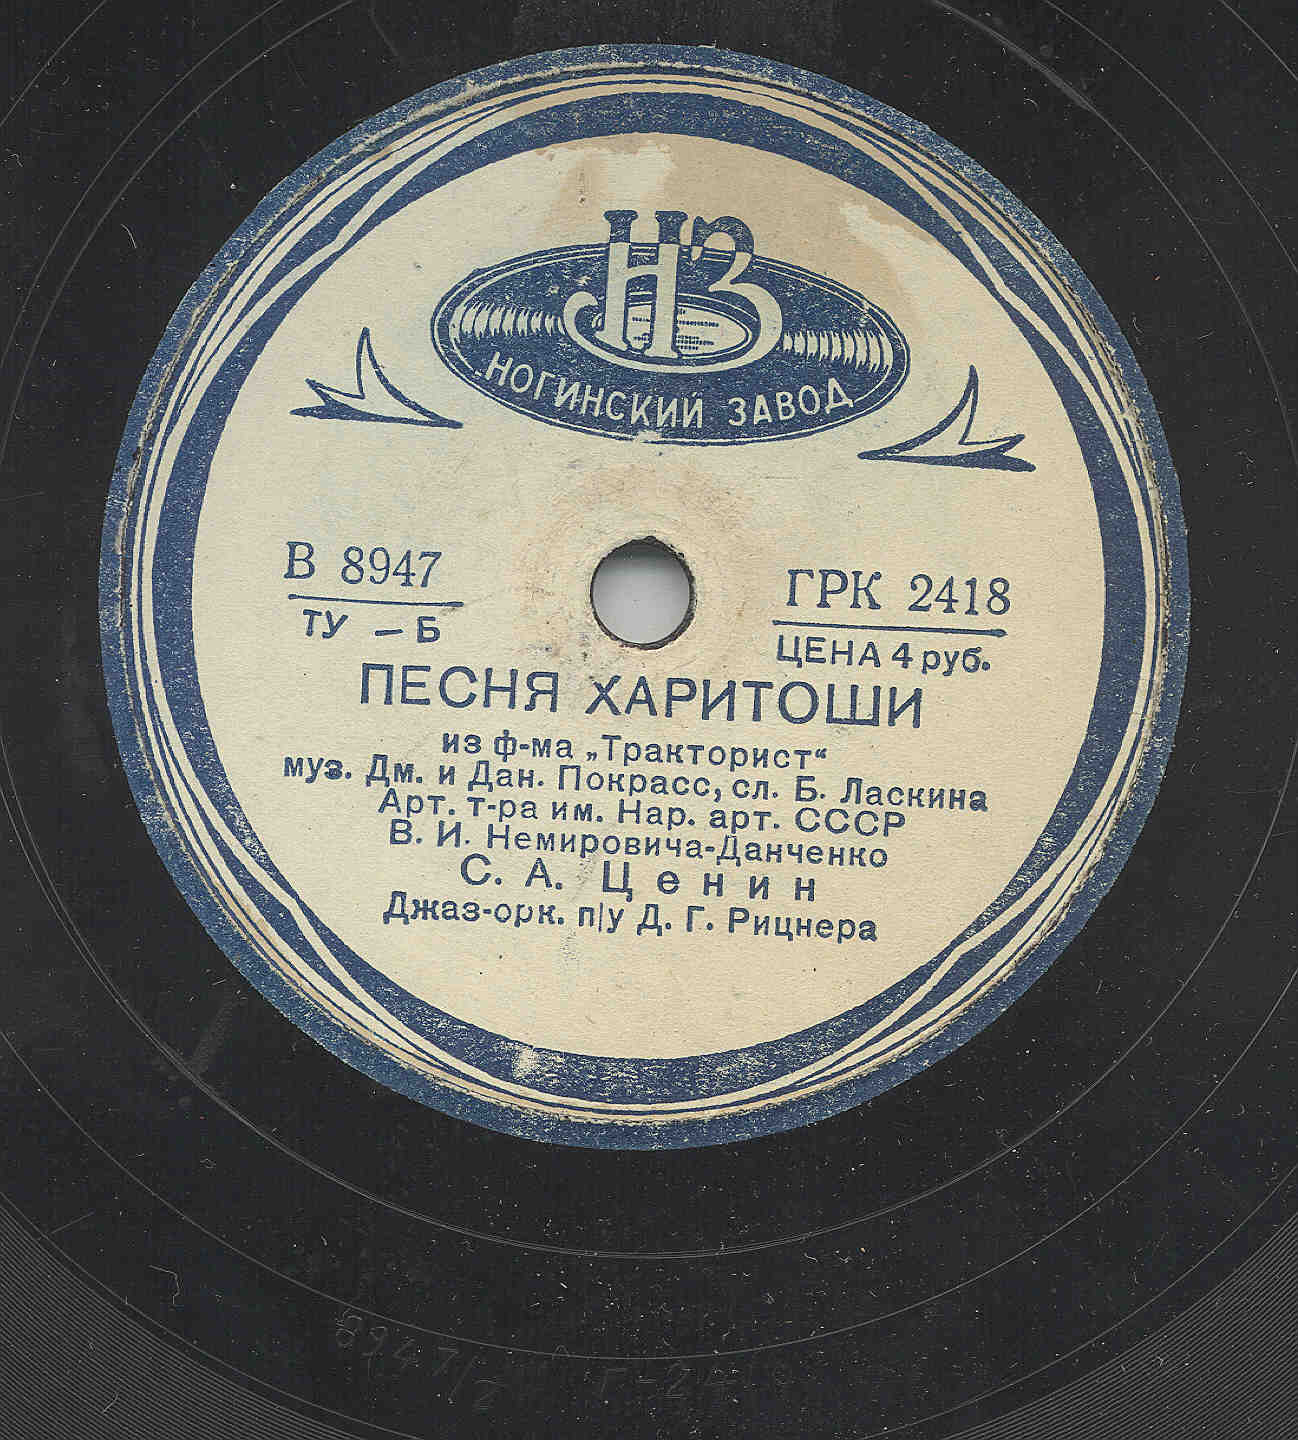 НЗ
НОГИНСКИЙ ЗАВОД
В 8947
ТУ – Б
ГРК 2418
ЦЕНА 4 руб.
ПЕСНЯ ХАРИТОШИ
из ф-ма „Тракторист“
муз. Дм. и Дан. Покрасс, сл. Б. Ласкина
Арт. т-ра им. Нар. арт. СССР
В. И. Немировича-Данченко
С. А. Ценин
Джаз-орк. п/у Д. Г. Рицнера
8947/2